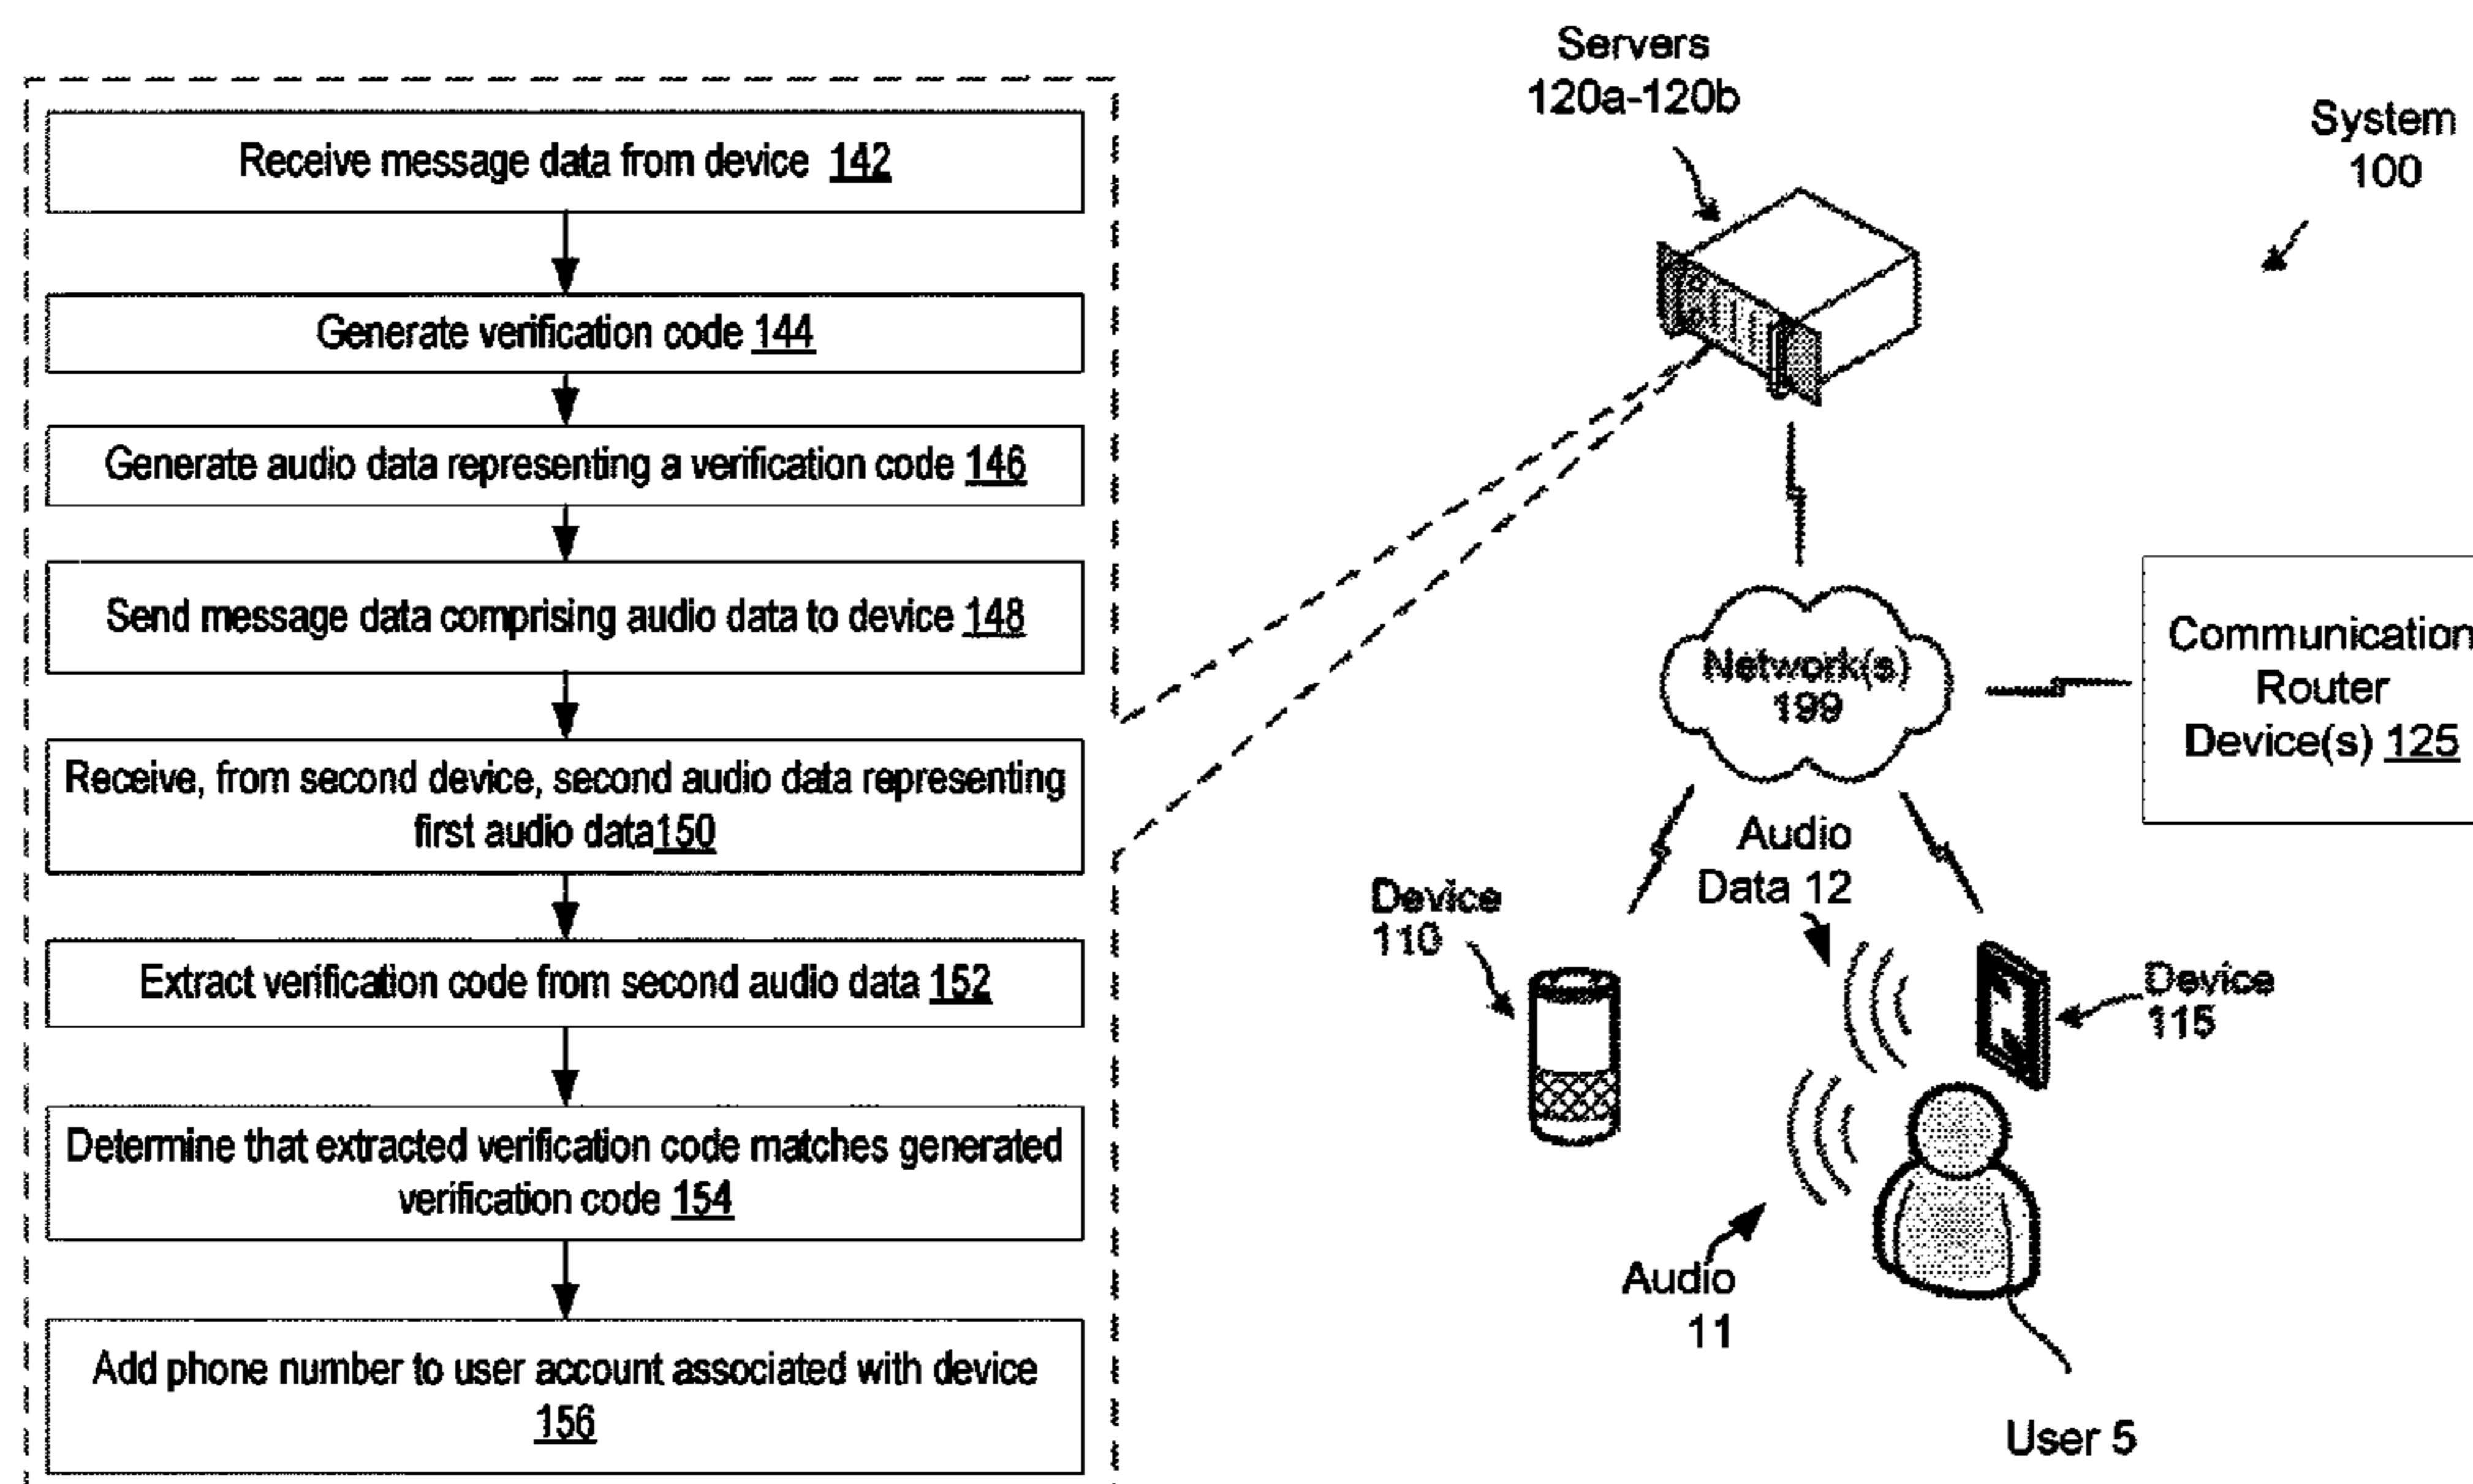 Receive message data from device 142
Generate verification code 144
Generate audio data representing a verification code 146
Send message data comprising audio data to device 148
Receive, from second device, second audio data representing
first audio data150
Extract verification code from second audio data 152
Determine that extracted verification code matches generated
verification code 154
Add phone number to user account associated with device
156
Servers
120a-120b
System
100
Network(s)
199
Communication
Router
Device(s) 125
Audio
Data 12
Device
110
Device
115
Audio
11
User 5